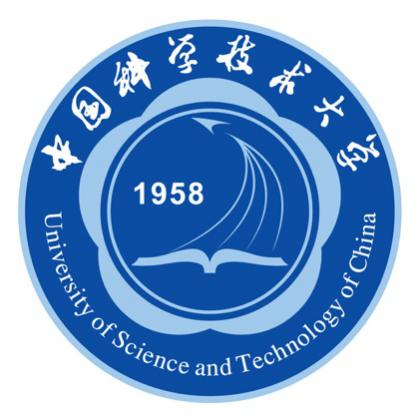 中国科学技术大学
1958
University of Science and Technology of China